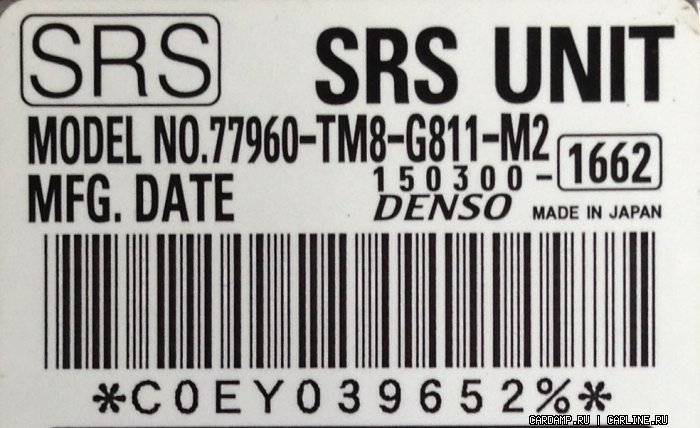 SRS SRS UNIT
MODEL NO.77960-TM8-G811-M2
150300- 1662
MFG. DATE DENSO MADE IN JAPAN
*C0EY039652%*
CARDAMP.RU | CARLINE.RU